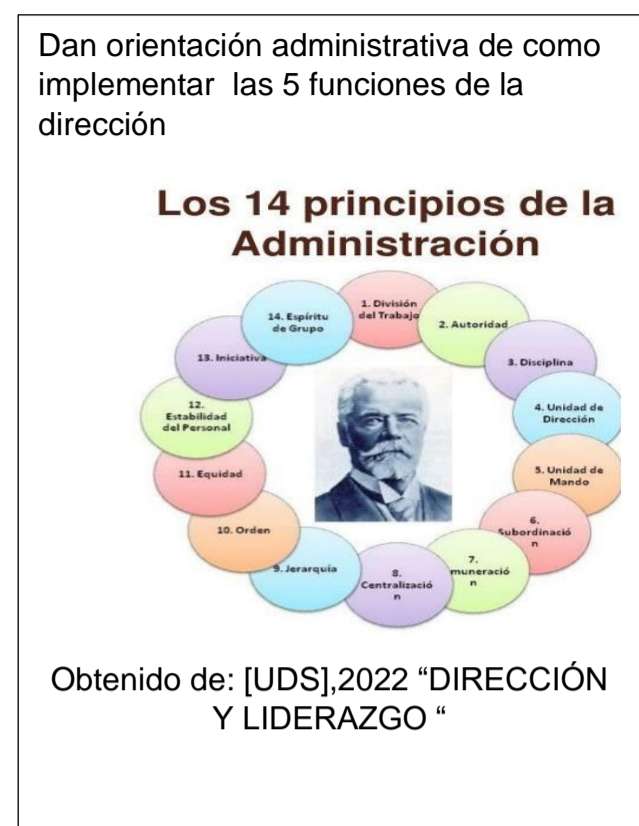 Dan orientación administrativa de como
implementar las 5 funciones de la
dirección
Los 14 principios de la
Administración
1. División
del Trabajo
2. Autoridad
3. Disciplina
4. Unidad de
Dirección
5. Unidad de
Mando
6.
Subordinació
n
7.
muneració
n
8.
Centralizació
n
9. Jerarquía
10. Orden
11. Equidad
12.
Estabilidad
del Personal
13. Iniciativa
14. Espíritu
de Grupo
Obtenido de: [UDS],2022 “DIRECCIÓN
Y LIDERAZGO “